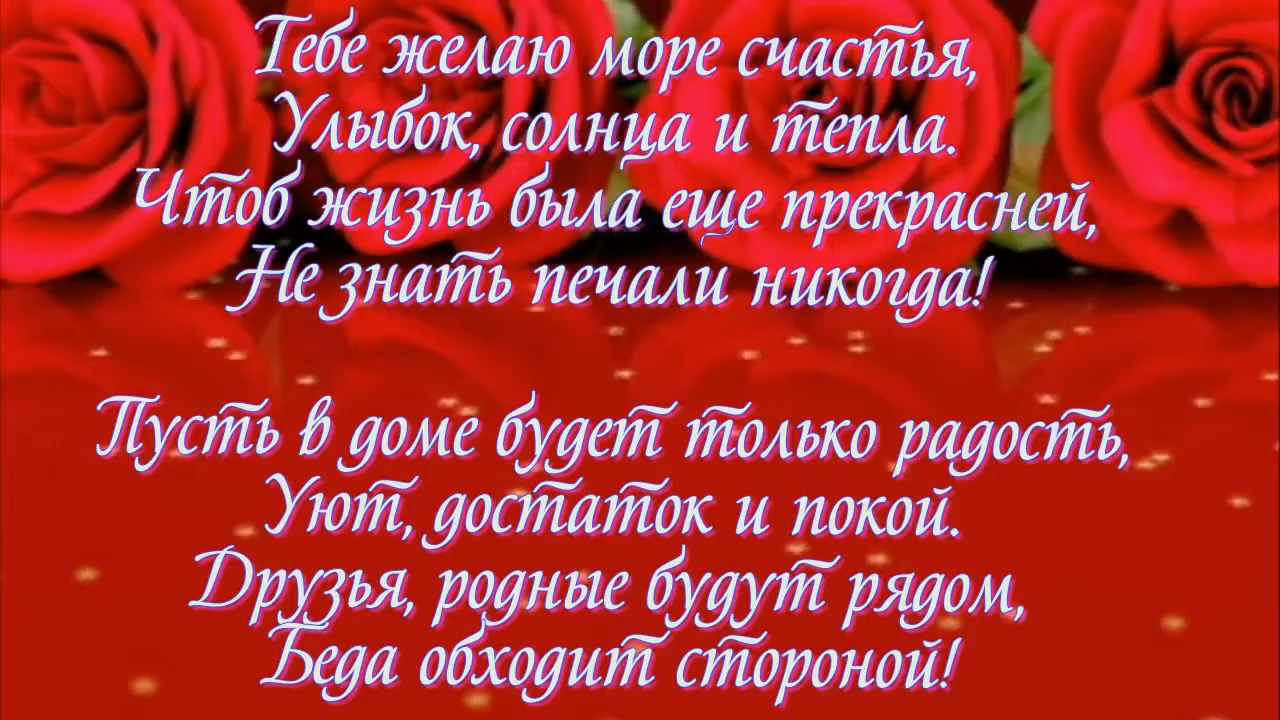 Тебе желаю море счастья,
Улыбок, солнца и тепла.
Чтоб жизнь была еще прекрасней,
Не знать печали никогда!
Пусть в доме будет только радость,
Уют, достаток и покой.
Друзья, родные будут рядом,
Беда обходит стороной!